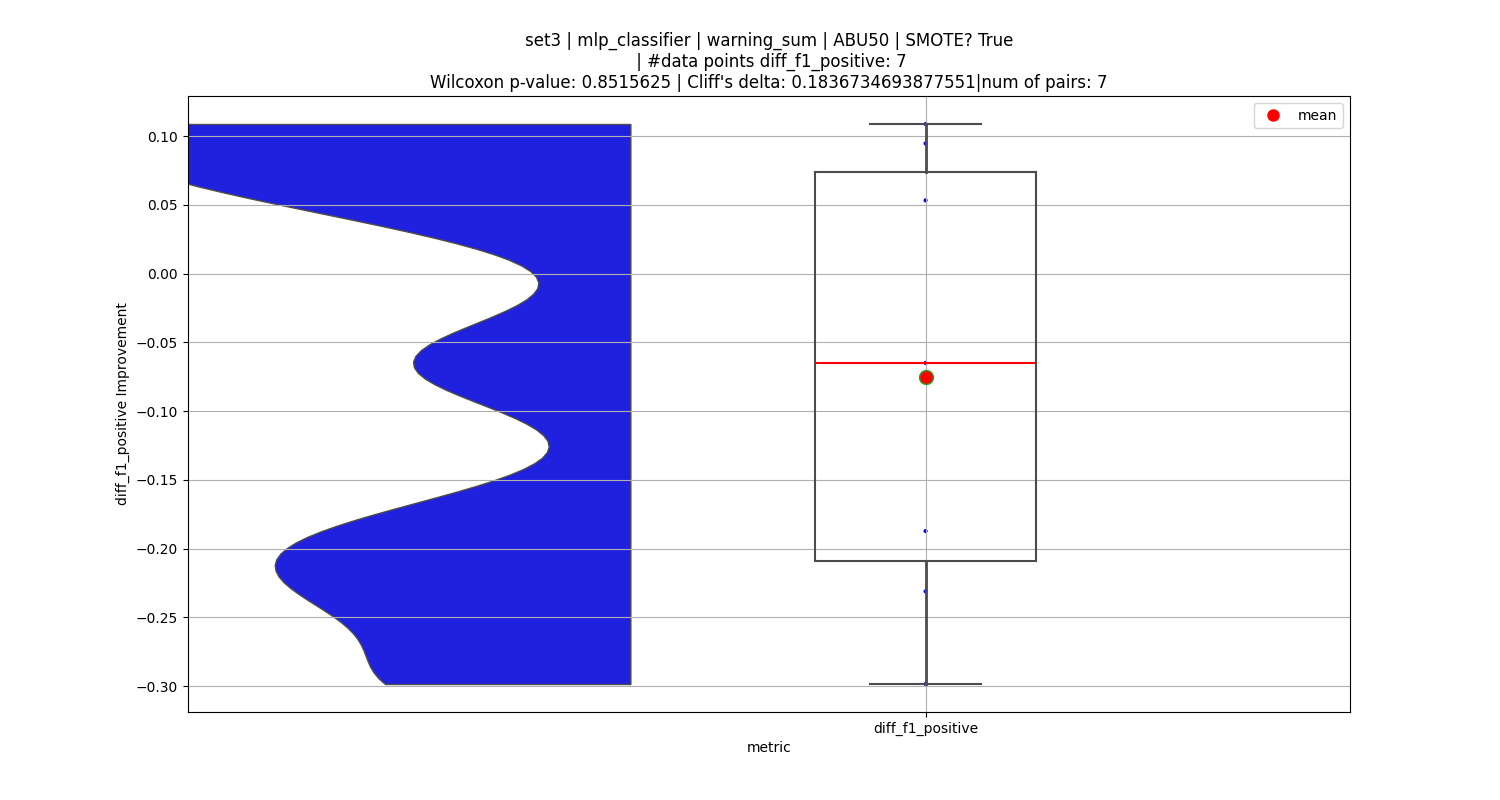 set3 | mlp_classifier | warning_sum | ABU50 | SMOTE? True
| #data points diff_f1_positive: 7
Wilcoxon p-value: 0.8515625 | Cliff's delta: 0.1836734693877551|num of pairs: 7
mean
0.10
0.05
0.00
−0.05
−0.10
−0.15
−0.20
−0.25
−0.30
diff_f1_positive Improvement
diff_f1_positive
metric